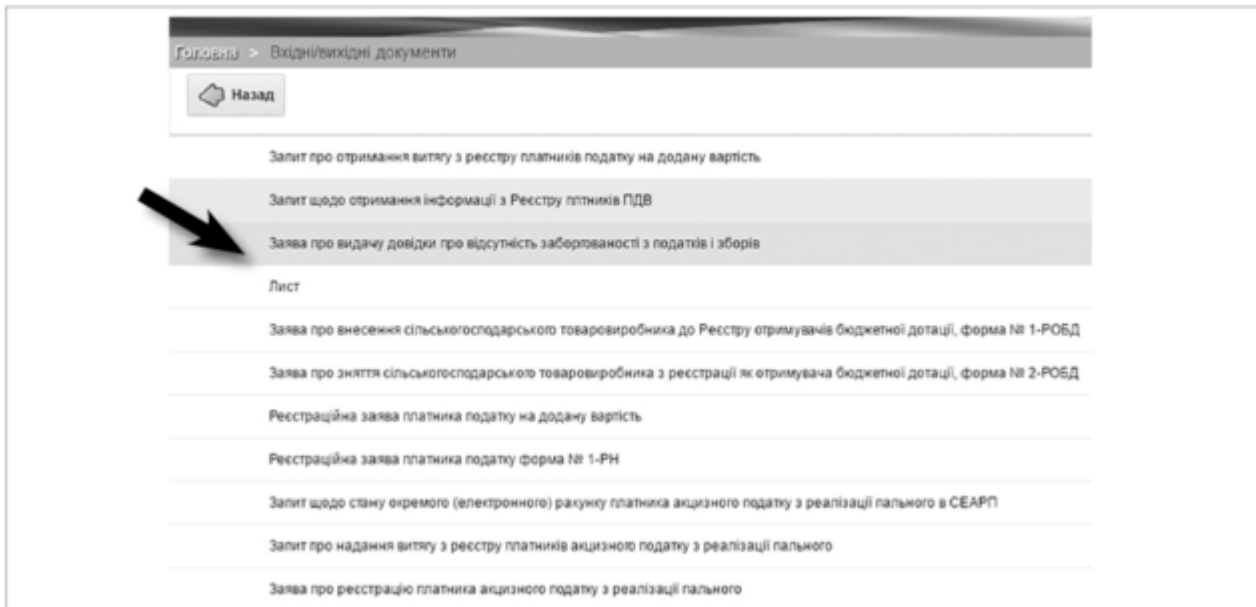 Головна > Вхідні/вихідні документи
Назад
Запит про отримання витягу з реєстру платників податку на додану вартість
Запит щодо отримання інформації з Реєстру плтників ПДВ
Заява про видачу довідки про відсутність заборгованості з податків і зборів
Лист
Заява про внесення сільськогосподарського товаровиробника до Реєстру отримувачів бюджетної дотації, форма № 1-РОБД
Заява про зняття сільськогосподарського товаровиробника з реєстрації як отримувача бюджетної дотації, форма № 2-РОБД
Реєстраційна заява платника податку на додану вартість
Реєстраційна заява платника податку форма № 1-РН
Запит щодо стану окремого (електронного) рахунку платника акцизного податку з реалізації пального в СЕАРП
Запит про надання витягу з реєстру платників акцизного податку з реалізації пального
Заява про реєстрацію платника акцизного податку з реалізації пального